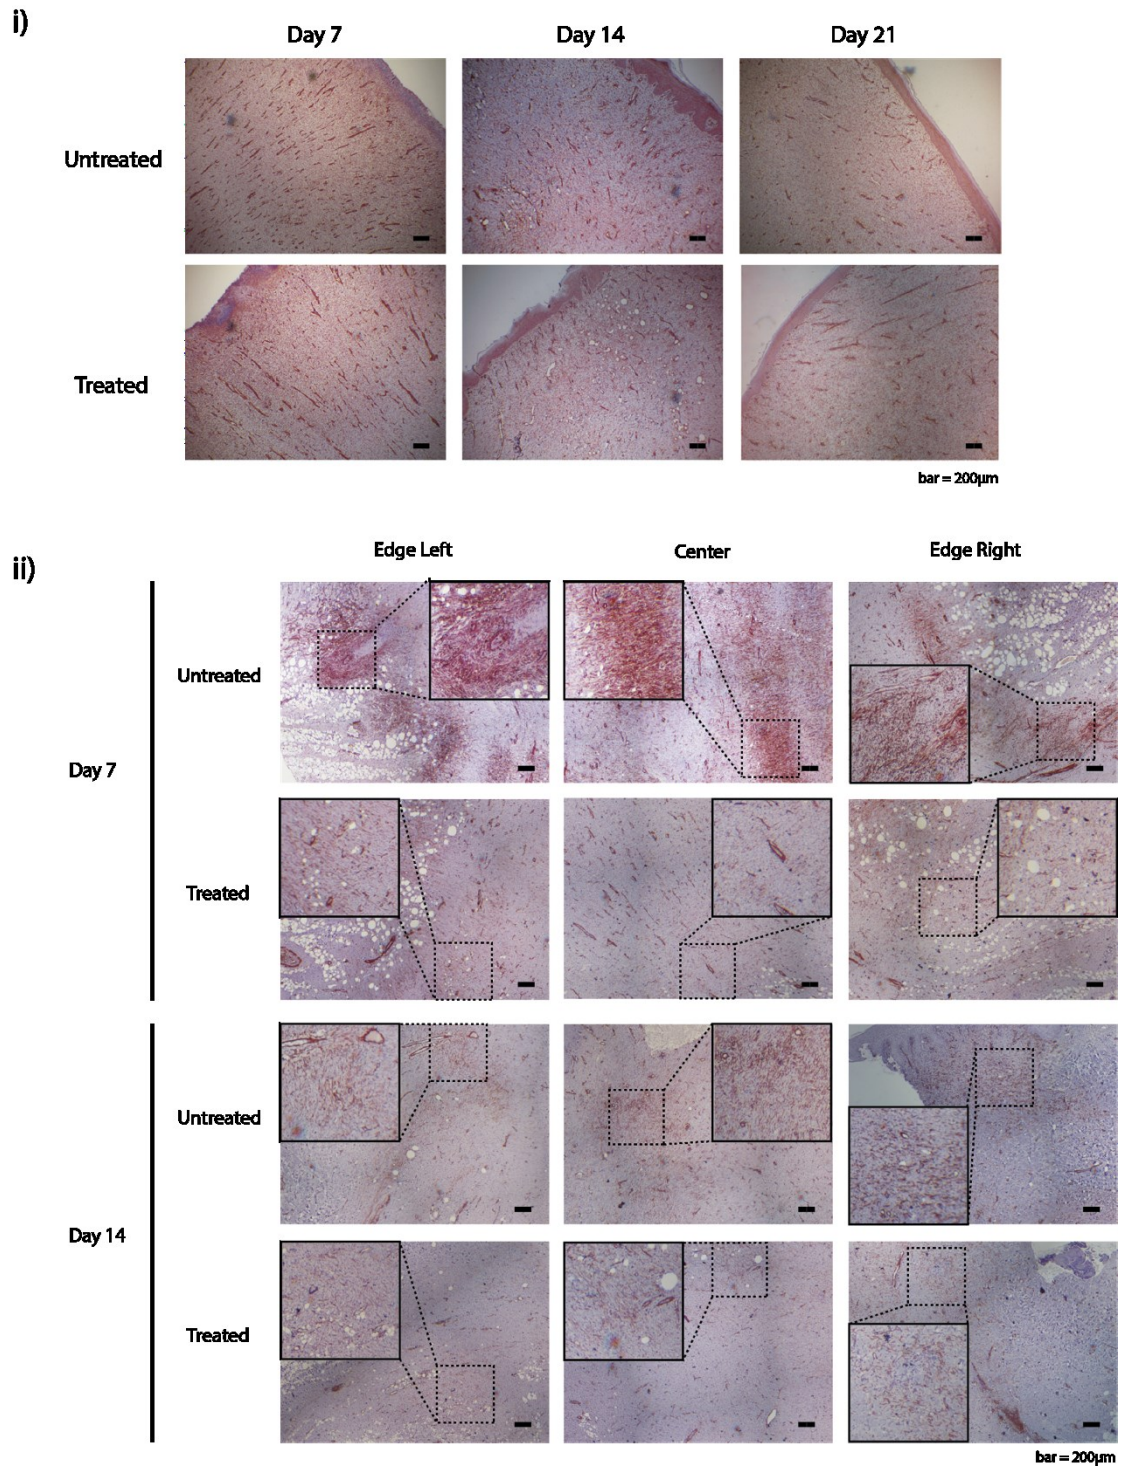 i)
Day 7 Day 14 Day 21
Untreated
Treated
bar = 200µm
ii)
Edge Left Center Edge Right
Untreated
Day 7
Treated
Untreated
Day 14
Treated
bar = 200µm